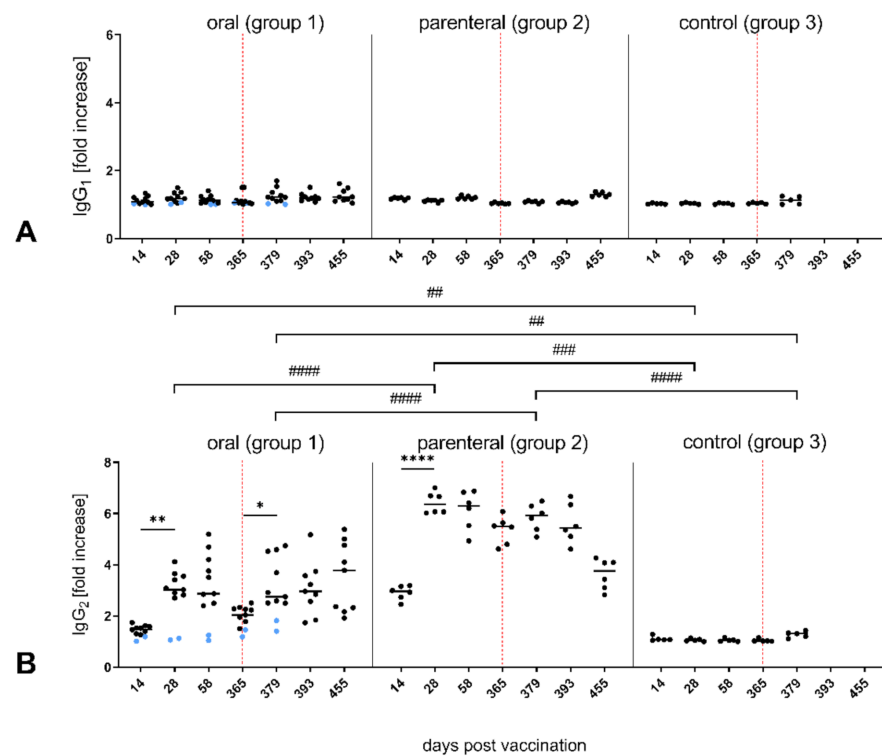 oral (group 1) parenteral (group 2) control (group 3)
IgG1 [fold increase]
6
4
2
0
A
14 28 58 365 379 393 455 14 28 58 365 379 393 455 14 28 58 365 379 393 455
##
##
###
#### ####
####
oral (group 1) parenteral (group 2) control (group 3)
IgG2 [fold increase]
8
6
4
2
0
** * ****
B
14 28 58 365 379 393 455 14 28 58 365 379 393 455 14 28 58 365 379 393 455
days post vaccination